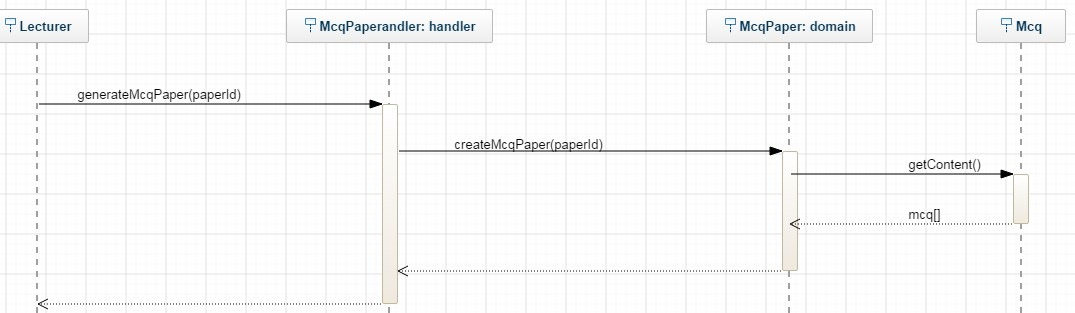 Lecturer
McqPaperandler: handler
McqPaper: domain
Mcq
generateMcqPaper(paperId)
createMcqPaper(paperId)
getContent()
mcq[]